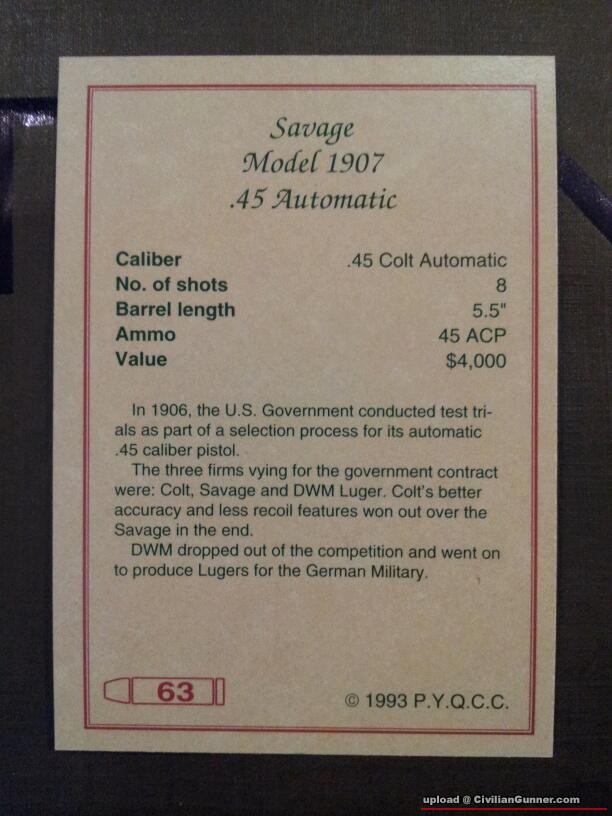 Savage
Model 1907
.45 Automatic
Caliber .45 Colt Automatic
No. of shots 8
Barrel length 5.5"
Ammo 45 ACP
Value $4,000
In 1906, the U.S. Government conducted test tri-
als as part of a selection process for its automatic
.45 caliber pistol.
The three firms vying for the government contract
were: Colt, Savage and DWM Luger. Colt's better
accuracy and less recoil features won out over the
Savage in the end.
DWM dropped out of the competition and went on
to produce Lugers for the German Military.
63 © 1993 P.Y.Q.C.C.
upload @ CivilianGunner.com